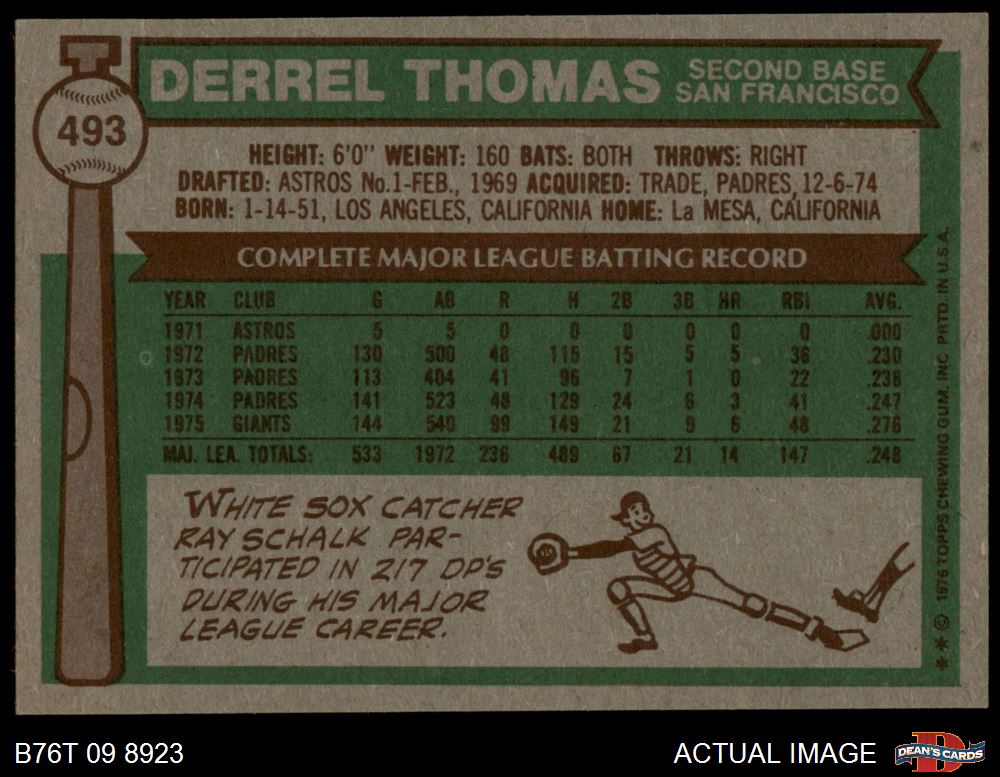 DERREL THOMAS
SECOND BASE
SAN FRANCISCO
493
HEIGHT: 6'0" WEIGHT: 160 BATS: BOTH THROWS: RIGHT
DRAFTED: ASTROS No.1-FEB., 1969 ACQUIRED: TRADE, PADRES, 12-6-74
BORN: 1-14-51, LOS ANGELES, CALIFORNIA HOME: La MESA, CALIFORNIA
COMPLETE MAJOR LEAGUE BATTING RECORD
YEAR CLUB G AB R H 2B 3B HR RBI AVG.
1971 ASTROS 5 5 0 0 0 0 0 0 .000
1972 PADRES 130 500 48 115 15 5 5 36 .230
1973 PADRES 113 404 41 96 7 1 0 22 .238
1974 PADRES 141 523 48 129 24 6 3 41 .247
1975 GIANTS 144 540 99 149 21 9 6 48 .276
MAJ. LEA. TOTALS: 533 1972 236 489 67 21 14 147 .248
WHITE SOX CATCHER
RAY SCHALK PAR-
TICIPATED IN 217 DP'S
DURING HIS MAJOR
LEAGUE CAREER.
** © 1976 TOPPS CHEWING GUM, INC. PRTD. IN U.S.A.
B76T 09 8923
ACTUAL IMAGE
D
DEAN'S CARDS